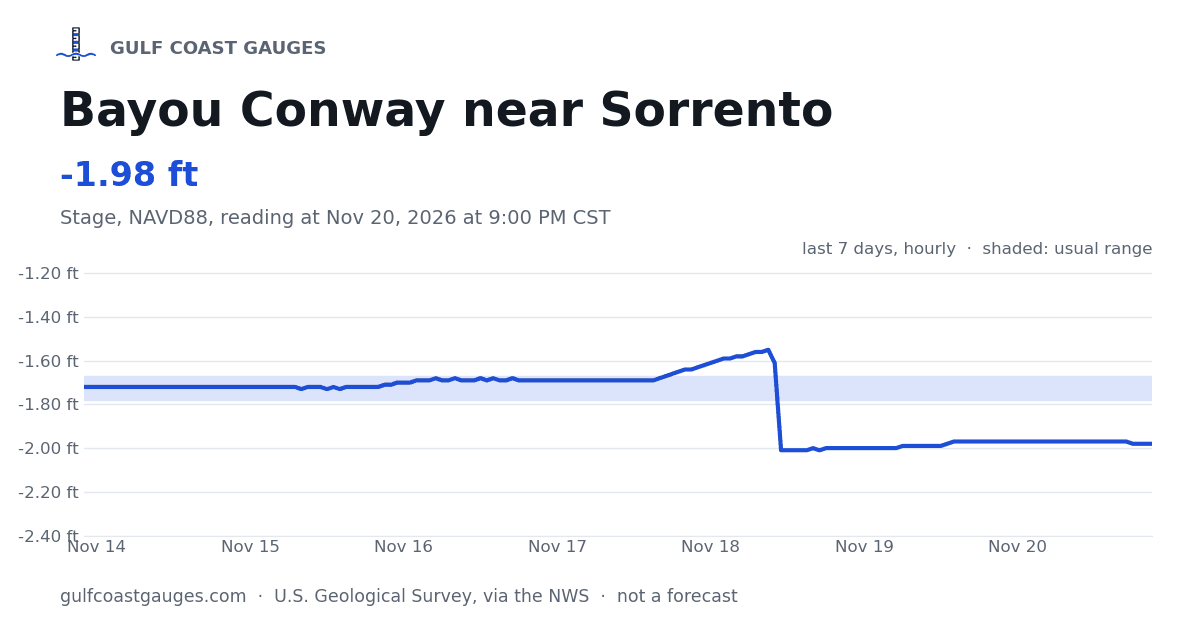 GULF COAST GAUGES
Bayou Conway near Sorrento
-1.98 ft
Stage, NAVD88, reading at Nov 20, 2026 at 9:00 PM CST
last 7 days, hourly · shaded: usual range
-1.20 ft
-1.40 ft
-1.60 ft
-1.80 ft
-2.00 ft
-2.20 ft
-2.40 ft
Nov 14 Nov 15 Nov 16 Nov 17 Nov 18 Nov 19 Nov 20
gulfcoastgauges.com · U.S. Geological Survey, via the NWS · not a forecast